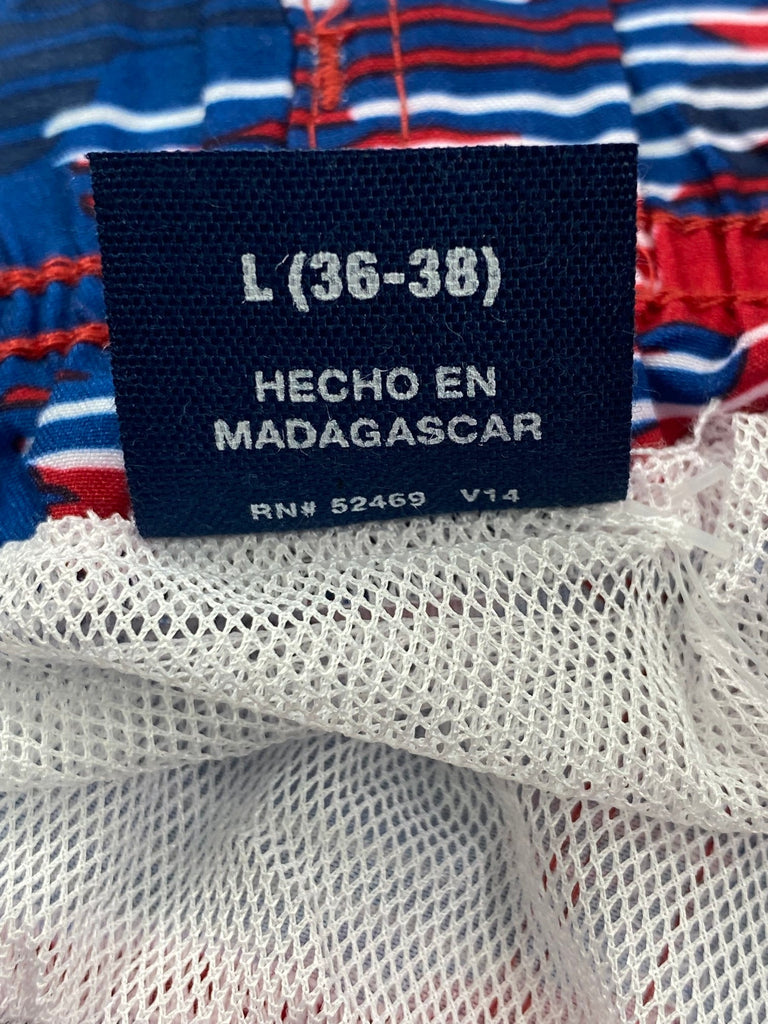 L (36-38)
HECHO EN
MADAGASCAR
RN# 52469 V14